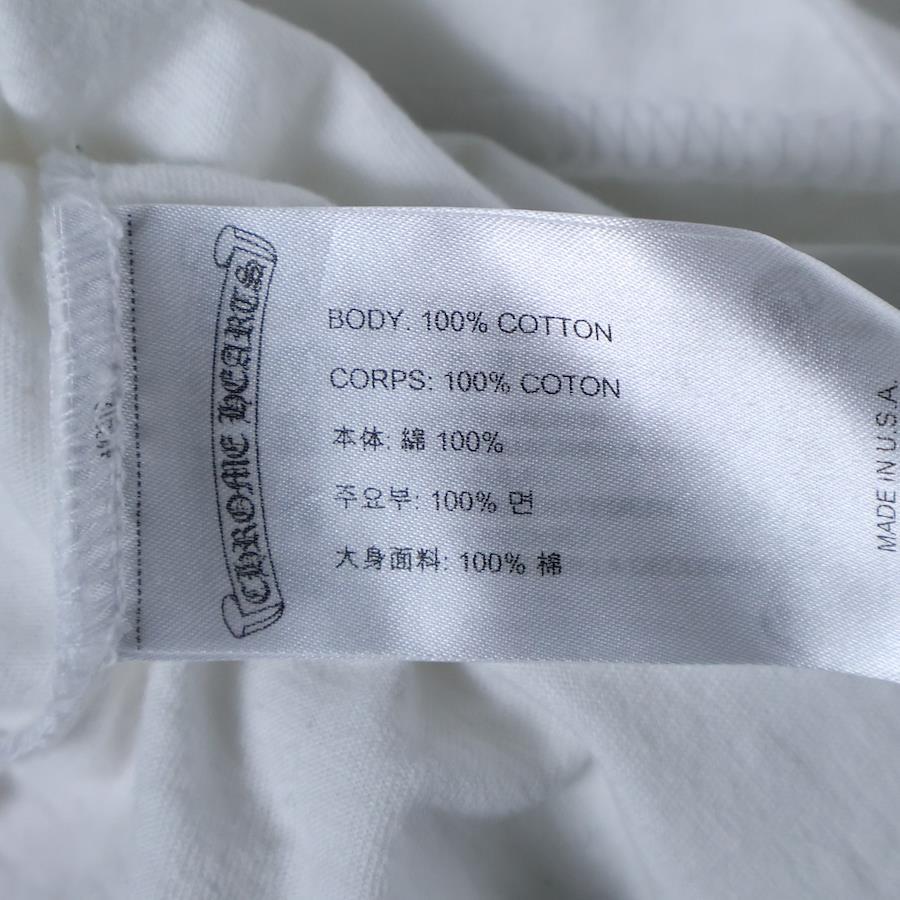 CHROME HEARTS
BODY: 100% COTTON
CORPS: 100% COTON
本体: 綿 100%
주요부: 100% 면
大身面料: 100% 棉
MADE IN U.S.A.